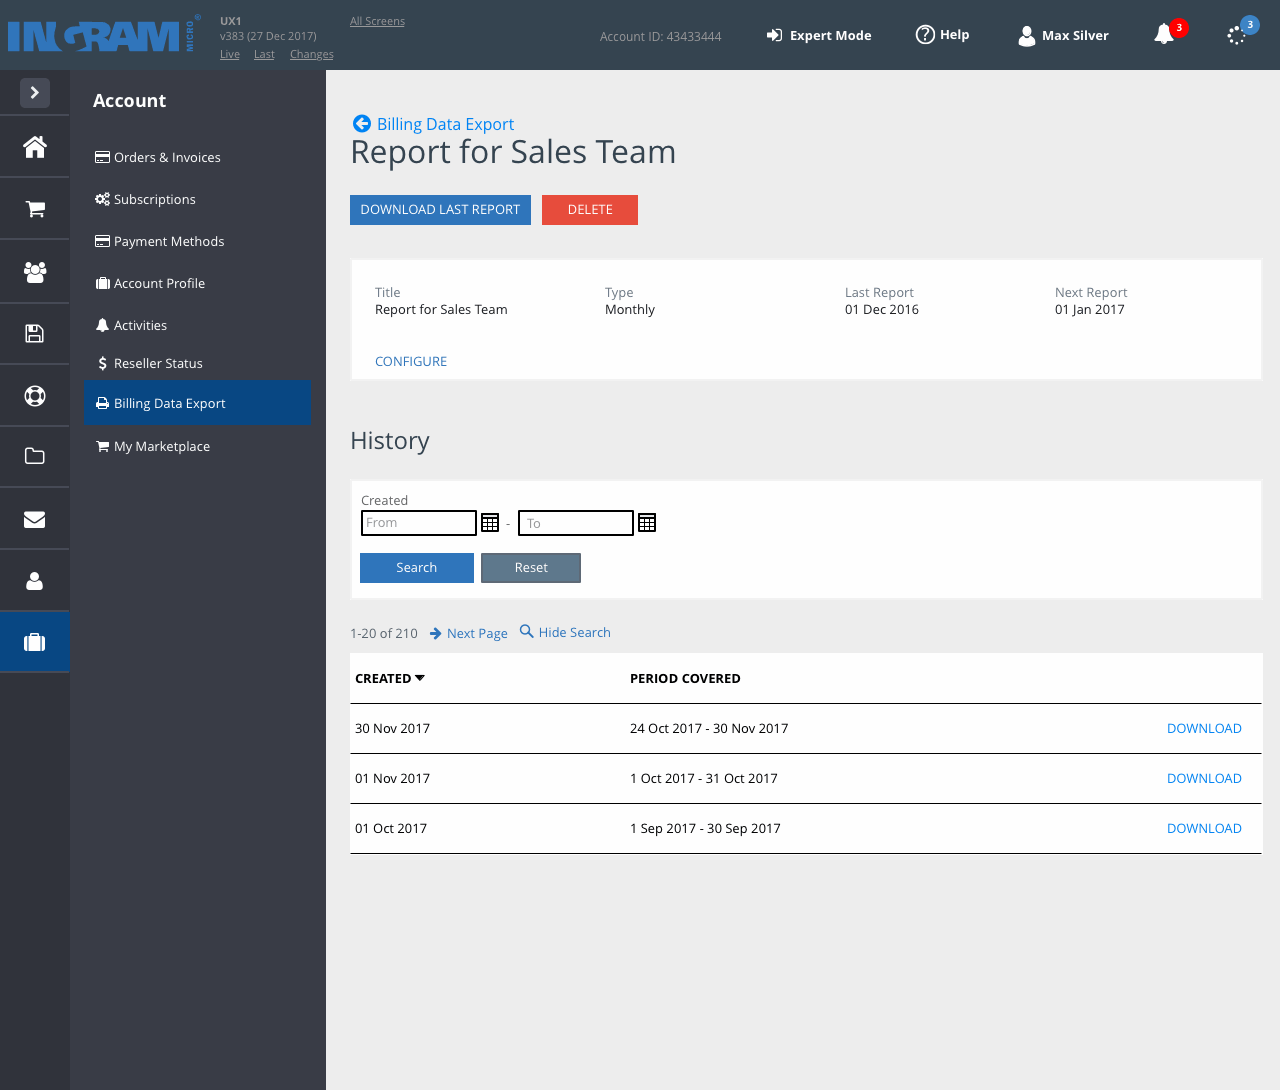 INGRAM MICRO ®
UX1
v383 (27 Dec 2017)
Live Last Changes
All Screens
Account ID: 43433444
Expert Mode
Help
Max Silver
3
3
Account
Orders & Invoices
Subscriptions
Payment Methods
Account Profile
Activities
Reseller Status
Billing Data Export
My Marketplace
Billing Data Export
Report for Sales Team
DOWNLOAD LAST REPORT DELETE
Title Type Last Report Next Report
Report for Sales Team Monthly 01 Dec 2016 01 Jan 2017
CONFIGURE
History
Created
From - To
Search Reset
1-20 of 210 Next Page Hide Search
CREATED PERIOD COVERED
30 Nov 2017 24 Oct 2017 - 30 Nov 2017 DOWNLOAD
01 Nov 2017 1 Oct 2017 - 31 Oct 2017 DOWNLOAD
01 Oct 2017 1 Sep 2017 - 30 Sep 2017 DOWNLOAD